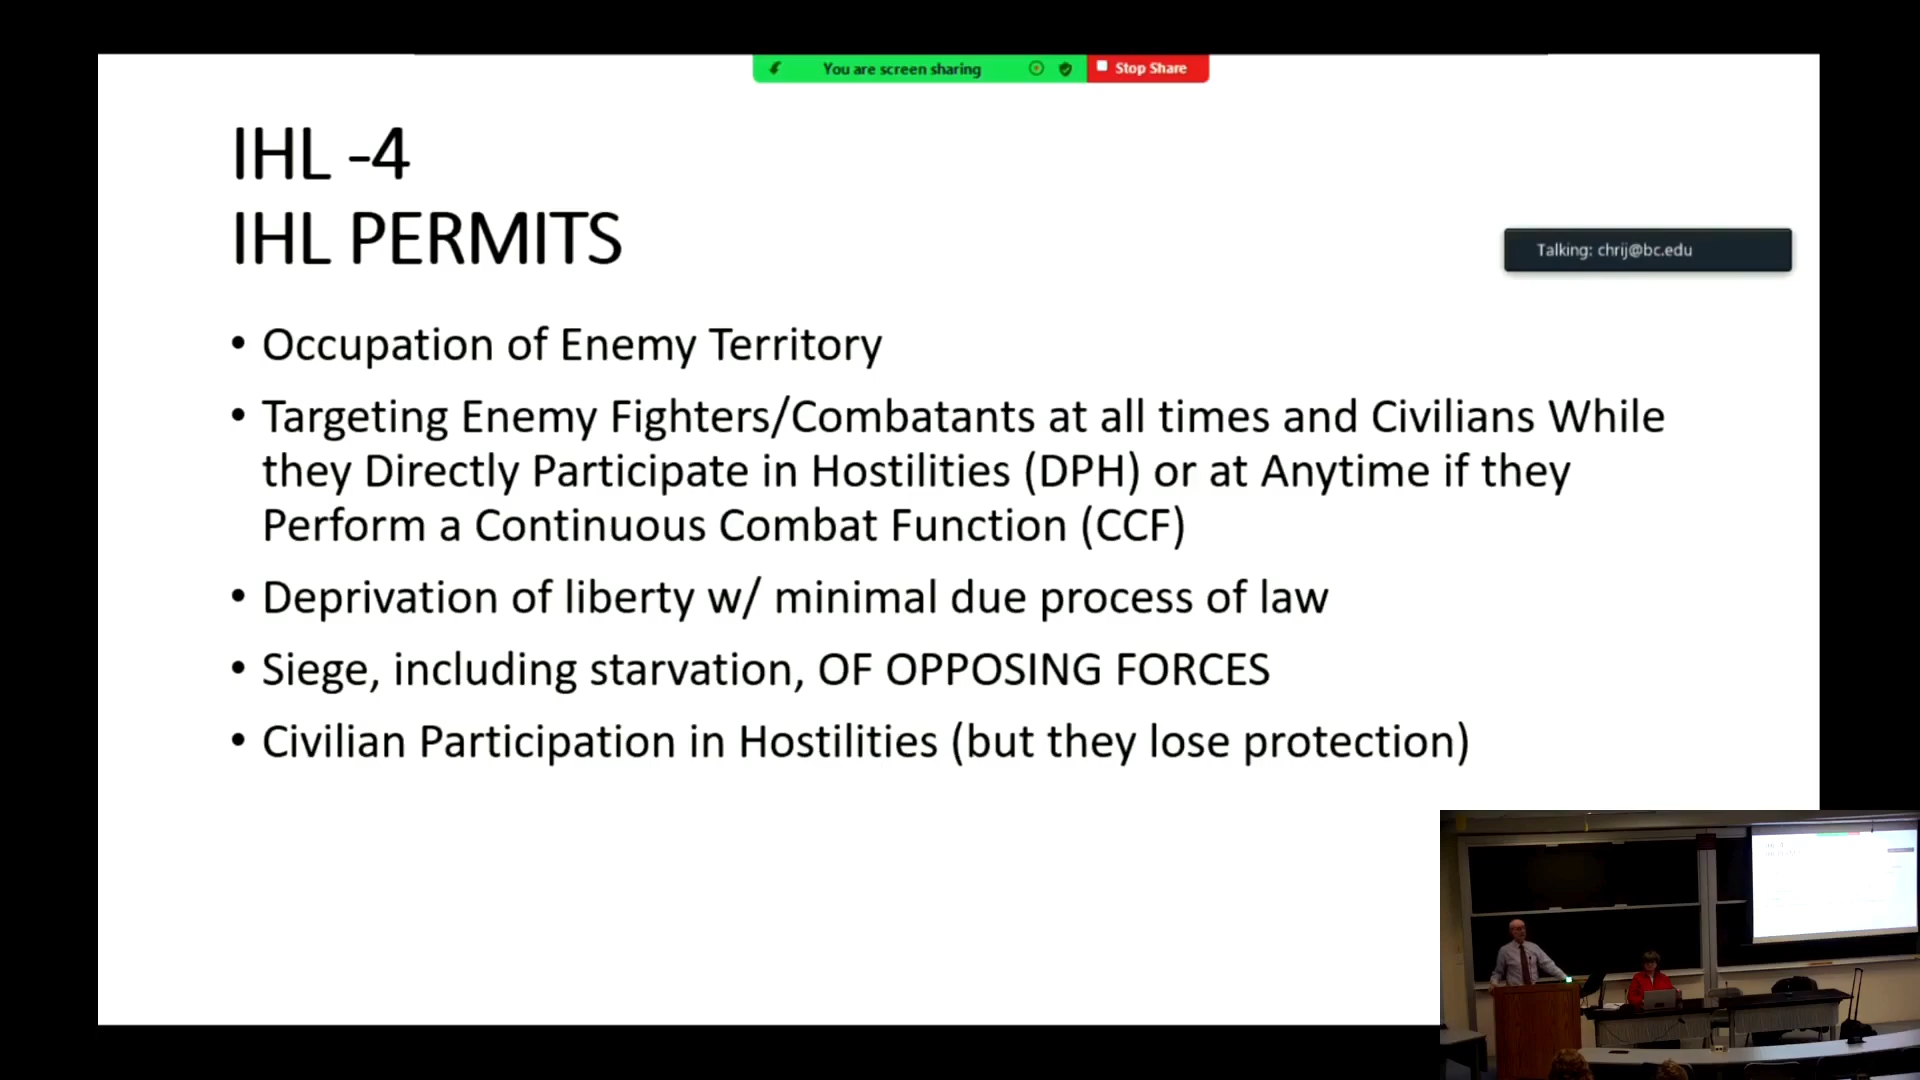 You are screen sharing
Stop Share
IHL -4
IHL PERMITS
Talking: chrij@bc.edu
• Occupation of Enemy Territory
• Targeting Enemy Fighters/Combatants at all times and Civilians While
they Directly Participate in Hostilities (DPH) or at Anytime if they
Perform a Continuous Combat Function (CCF)
• Deprivation of liberty w/ minimal due process of law
• Siege, including starvation, OF OPPOSING FORCES
• Civilian Participation in Hostilities (but they lose protection)